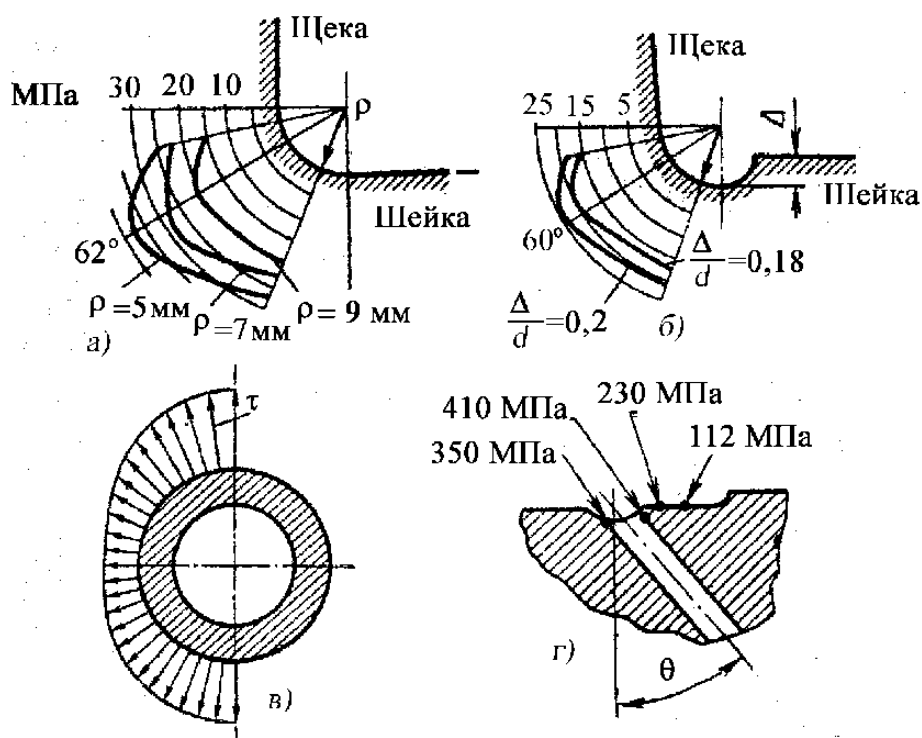 Щека
МПа
30 20 10
ρ
Шейка
62°
ρ=5мм
ρ=7мм
ρ=9 мм
а)
Щека
25 15 5
Δ
Шейка
60°
Δ/d=0,18
Δ/d=0,2
б)
τ
в)
230 МПа
410 МПа
112 МПа
350 МПа
г)
θ